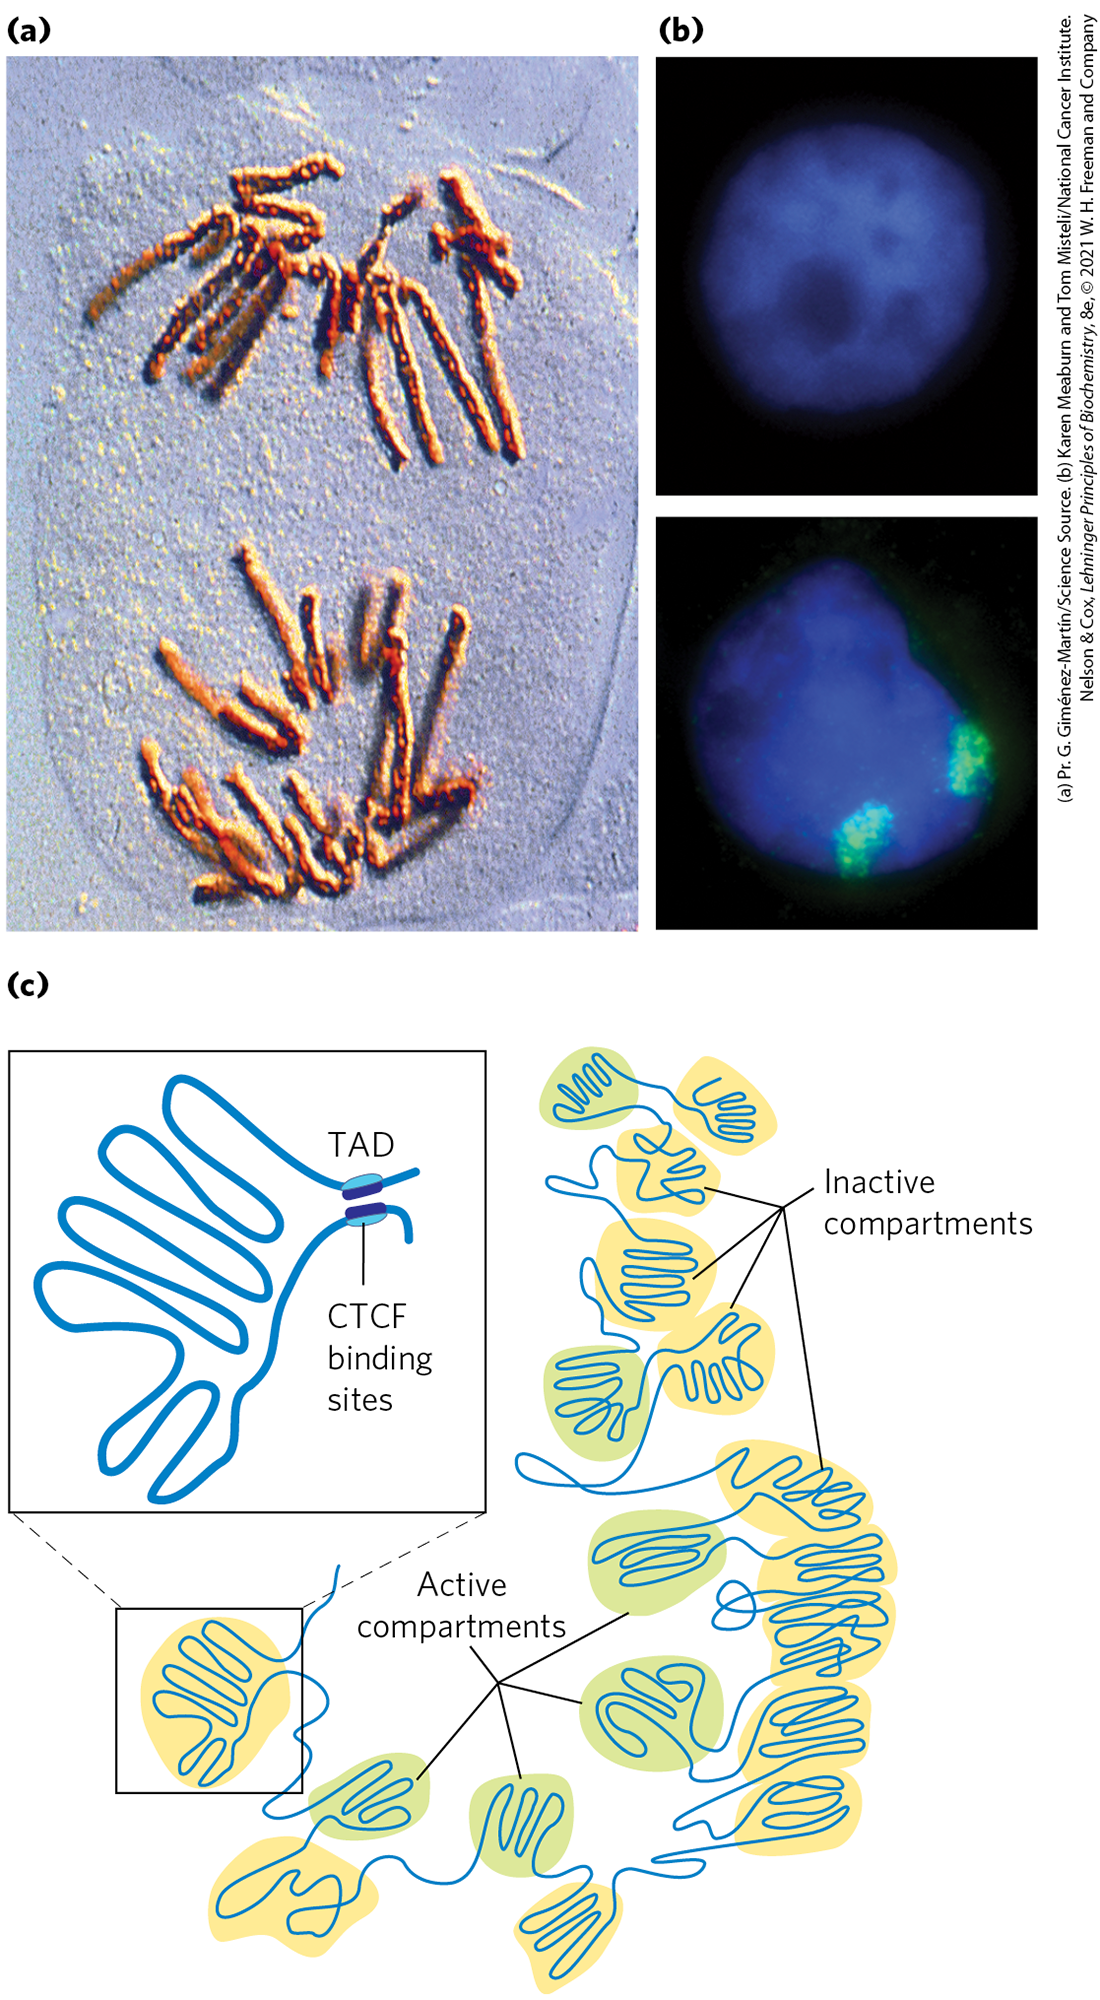 (a)
(b)
(a) Pr. G. Giménez-Martín/Science Source. (b) Karen Meaburn and Tom Misteli/National Cancer Institute.
Nelson & Cox, Lehninger Principles of Biochemistry, 8e, © 2021 W. H. Freeman and Company
(c)
TAD
CTCF
binding
sites
Inactive
compartments
Active
compartments